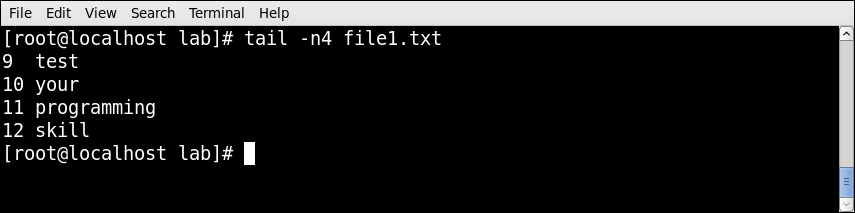 File Edit View Search Terminal Help
[root@localhost lab]# tail -n4 file1.txt
9  test
10 your
11 programming
12 skill
[root@localhost lab]#